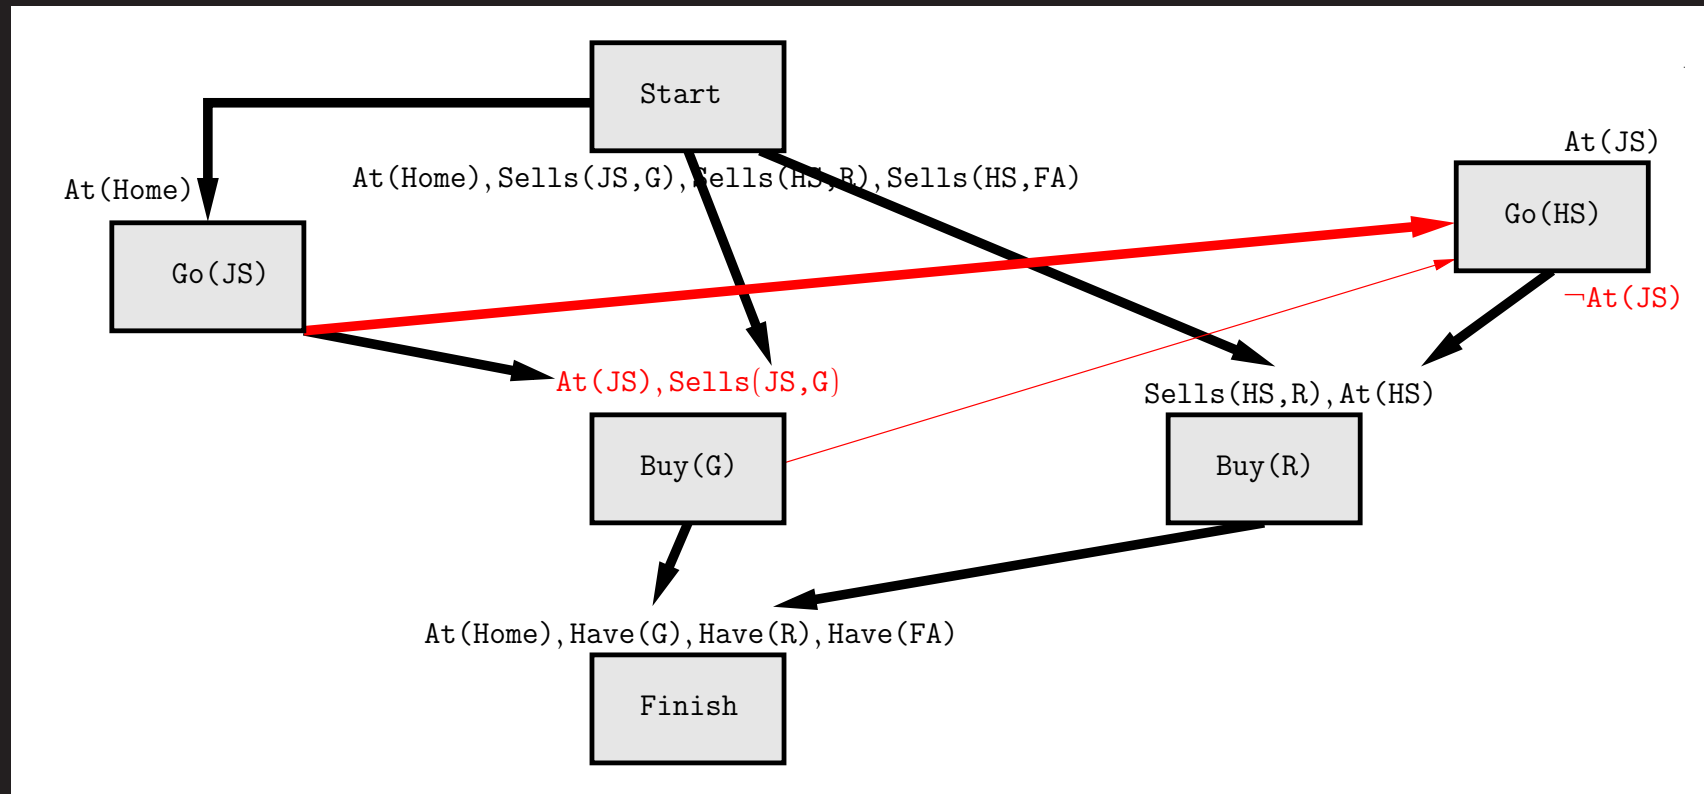 Start
At(JS)
At(Home)
At(Home),Sells(JS,G),Sells(HS,R),Sells(HS,FA)
Go(HS)
Go(JS)
¬At(JS)
At(JS),Sells(JS,G)
Sells(HS,R),At(HS)
Buy(G)
Buy(R)
At(Home),Have(G),Have(R),Have(FA)
Finish